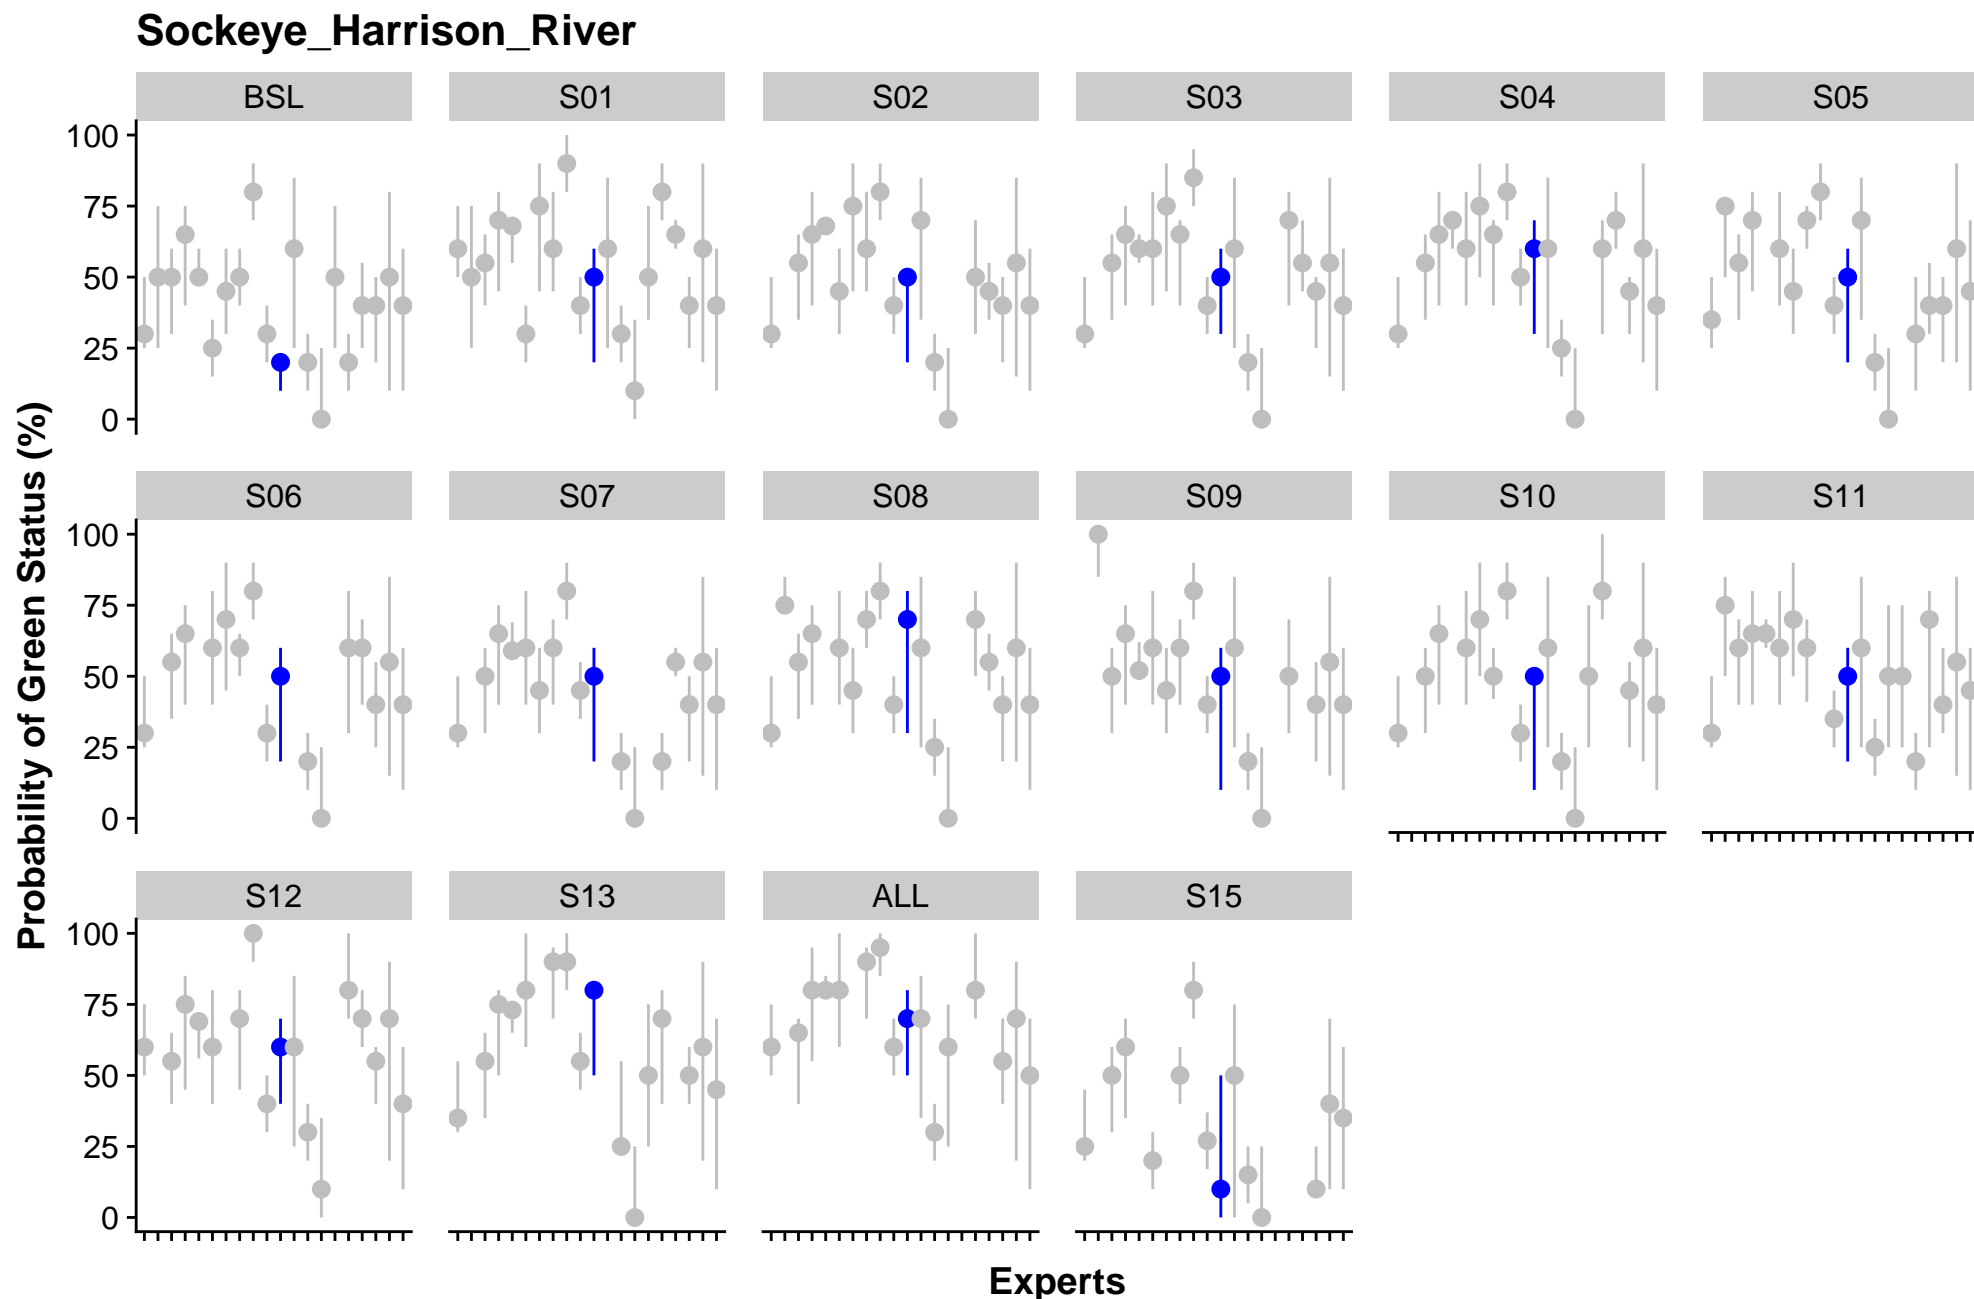 Sockeye_Harrison_River
BSL S01 S02 S03 S04 S05
100
75
50
25
0
S06 S07 S08 S09 S10 S11
100
75
50
25
0
S12 S13 ALL S15
100
75
50
25
0
Probability of Green Status (%)
Experts